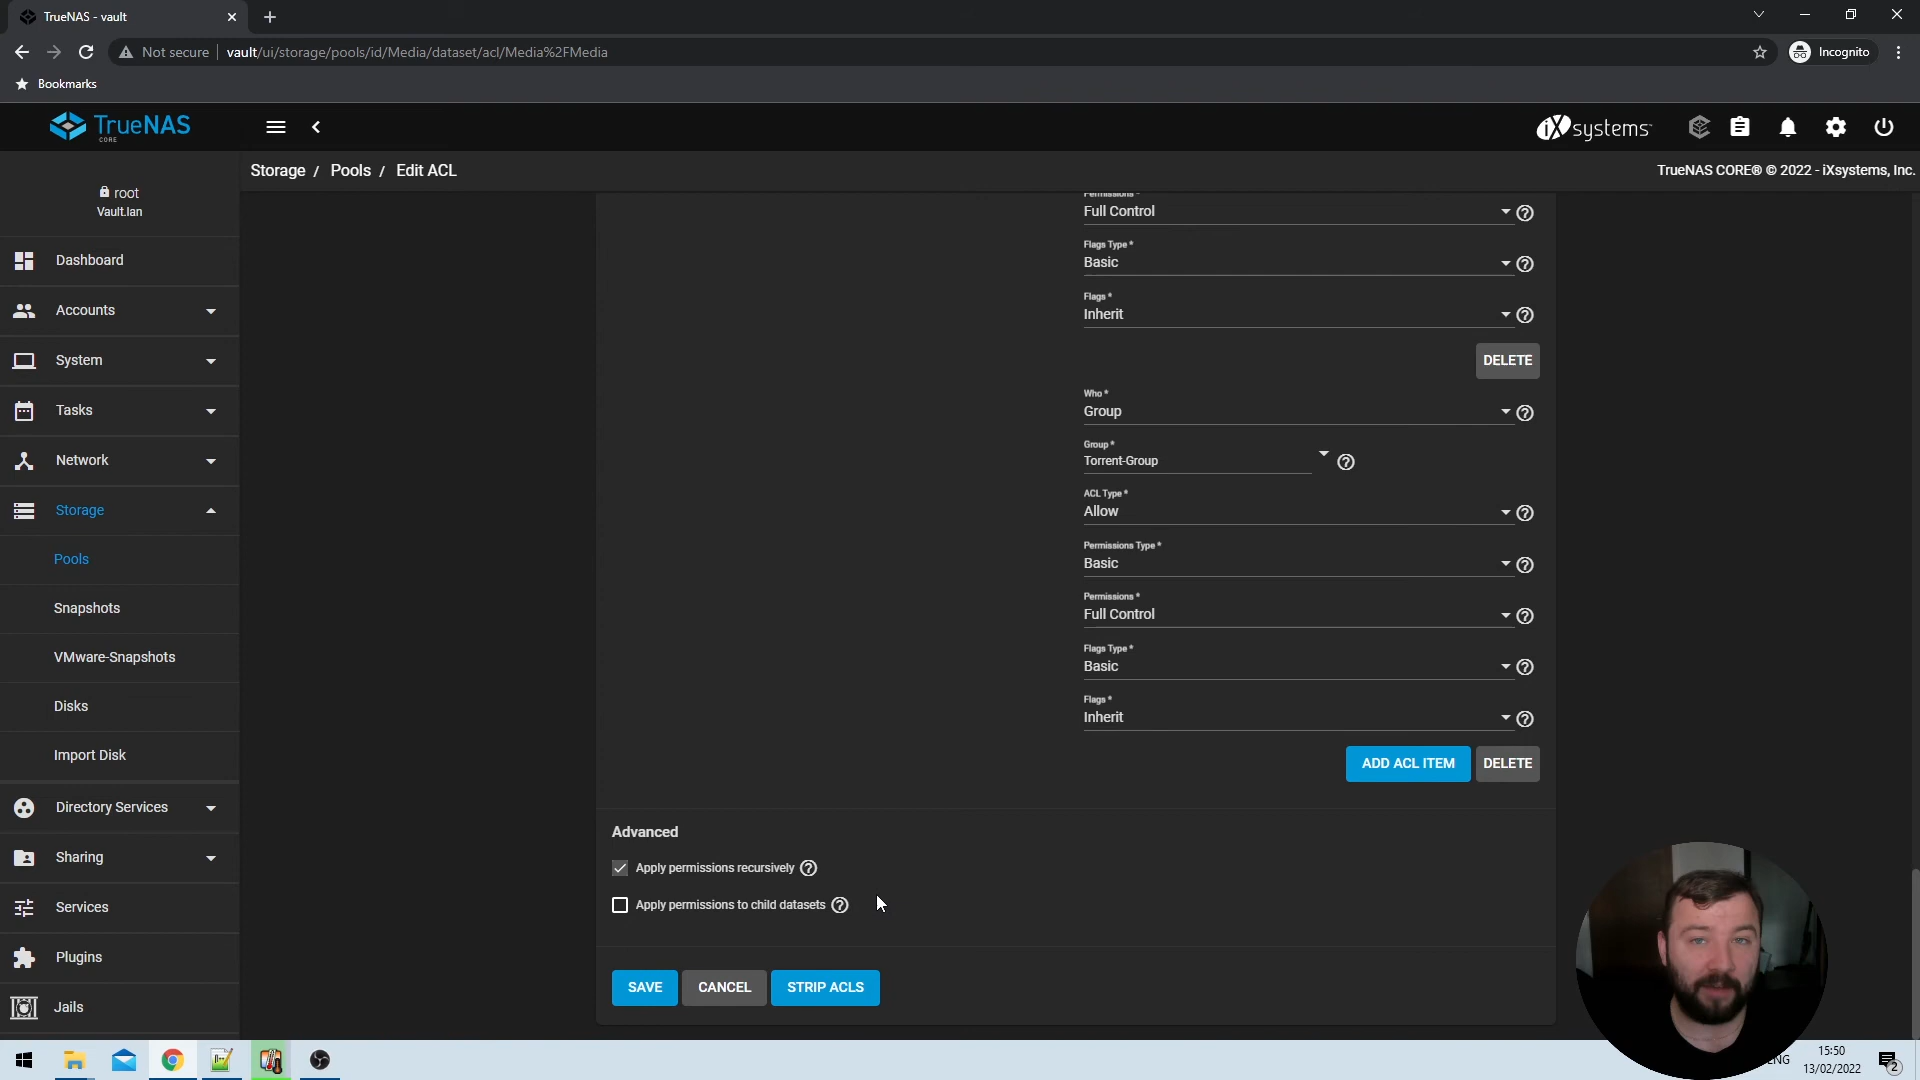 TrueNAS - vault
Not secure
vault/ui/storage/pools/id/Media/dataset/acl/Media%2FMedia
Incognito
Bookmarks
TrueNAS
CORE
iXsystems
Storage / Pools / Edit ACL
TrueNAS CORE® © 2022 - iXsystems, Inc.
root
Vault.lan
Dashboard
Accounts
System
Tasks
Network
Storage
Pools
Snapshots
VMware-Snapshots
Disks
Import Disk
Directory Services
Sharing
Services
Plugins
Jails
Permissions *
Full Control
Flags Type *
Basic
Flags *
Inherit
DELETE
Who *
Group
Group *
Torrent-Group
ACL Type *
Allow
Permissions Type *
Basic
Permissions *
Full Control
Flags Type *
Basic
Flags *
Inherit
ADD ACL ITEM
DELETE
Advanced
Apply permissions recursively
Apply permissions to child datasets
SAVE
CANCEL
STRIP ACLS
15:50
13/02/2022
2